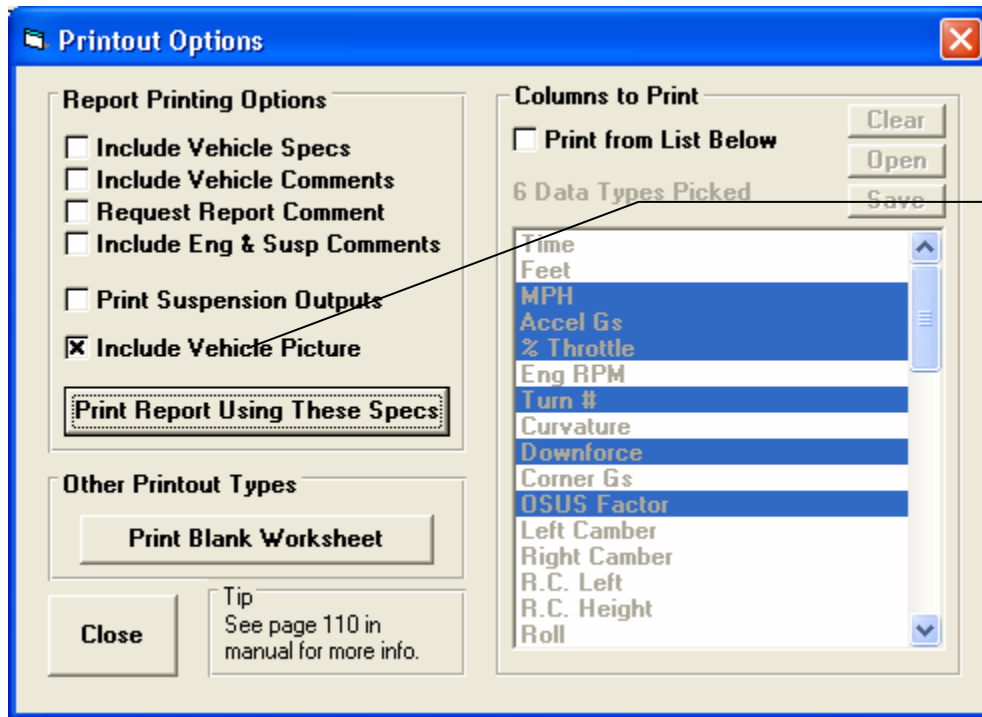 Printout Options
Report Printing Options
Include Vehicle Specs
Include Vehicle Comments
Request Report Comment
Include Eng & Susp Comments
Print Suspension Outputs
Include Vehicle Picture
Print Report Using These Specs
Other Printout Types
Print Blank Worksheet
Close
Tip
See page 110 in
manual for more info.
Columns to Print
Print from List Below
Clear
Open
6 Data Types Picked
Save
Time
Feet
MPH
Accel Gs
% Throttle
Eng RPM
Turn #
Curvature
Downforce
Corner Gs
OSUS Factor
Left Camber
Right Camber
R.C. Left
R.C. Height
Roll